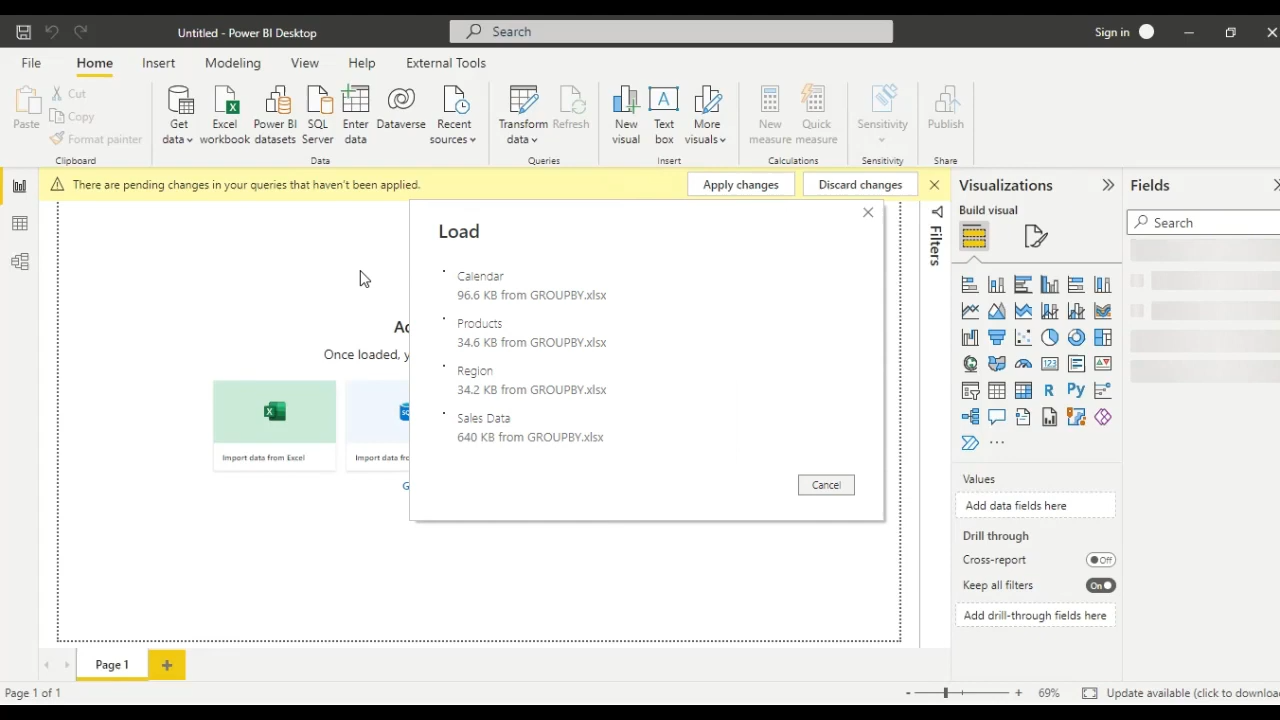 Untitled - Power BI Desktop
Search
Sign in
File
Home
Insert
Modeling
View
Help
External Tools
Paste
Cut
Copy
Format painter
Clipboard
Get data
Excel workbook
Power BI datasets
SQL Server
Enter data
Dataverse
Recent sources
Data
Transform data
Refresh
Queries
New visual
Text box
More visuals
Insert
New measure
Quick measure
Calculations
Sensitivity
Sensitivity
Publish
Share
There are pending changes in your queries that haven't been applied.
Apply changes
Discard changes
Load
Calendar
96.6 KB from GROUPBY.xlsx
Products
34.6 KB from GROUPBY.xlsx
Region
34.2 KB from GROUPBY.xlsx
Sales Data
640 KB from GROUPBY.xlsx
Cancel
Once loaded,
Import data from Excel
Import data
Filters
Visualizations
Build visual
123
R
Py
Values
Add data fields here
Drill through
Cross-report
Off
Keep all filters
On
Add drill-through fields here
Fields
Search
Page 1
Page 1 of 1
- + 69%
Update available (click to download